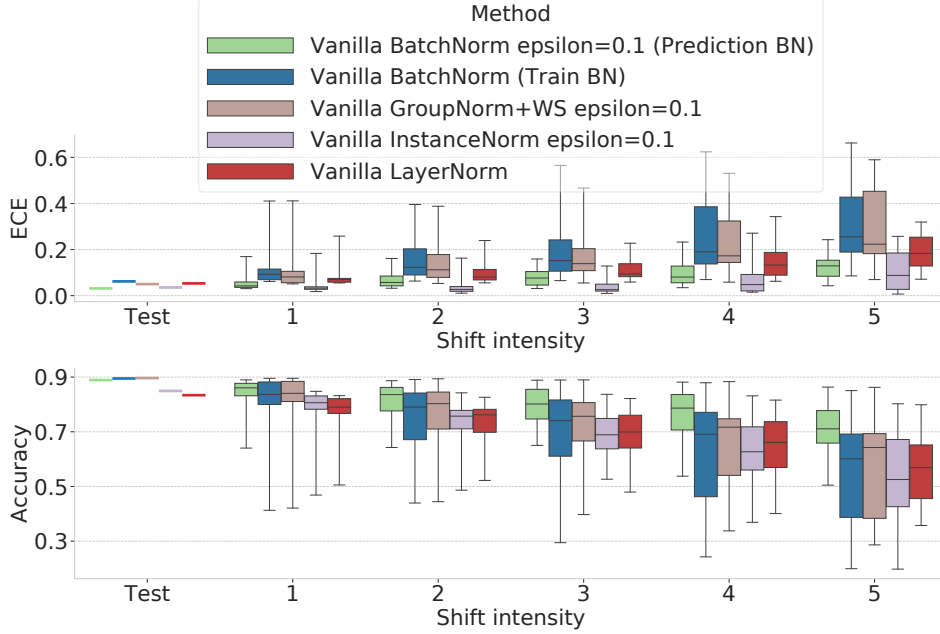 Method
Vanilla BatchNorm epsilon=0.1 (Prediction BN)
Vanilla BatchNorm (Train BN)
Vanilla GroupNorm+WS epsilon=0.1
Vanilla InstanceNorm epsilon=0.1
Vanilla LayerNorm
ECE
0.6
0.4
0.2
0.0
Test 1 2 3 4 5
Shift intensity
Accuracy
0.9
0.7
0.5
0.3
Test 1 2 3 4 5
Shift intensity